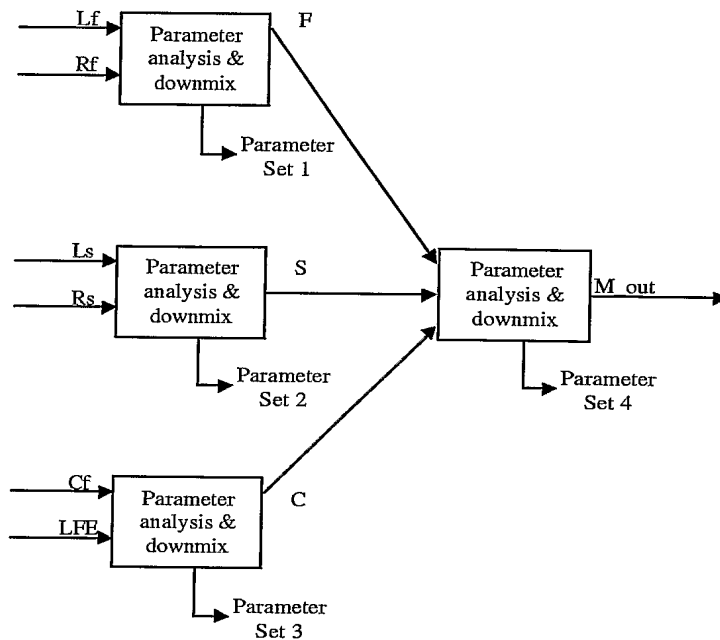 Lf
F
Rf
Parameter
analysis &
downmix
Parameter
Set 1
Ls
S
Rs
Parameter
analysis &
downmix
Parameter
Set 2
Parameter
analysis &
downmix
M_out
Parameter
Set 4
Cf
C
LFE
Parameter
analysis &
downmix
Parameter
Set 3